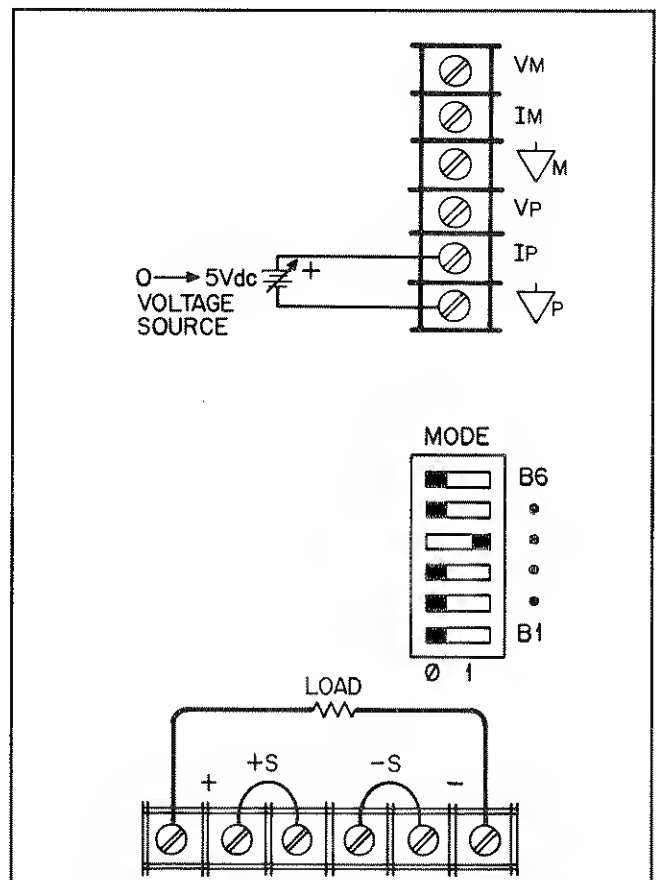 VM
IM
M
VP
IP
P
O → 5Vdc +
VOLTAGE
SOURCE
MODE
B6
B1
0 1
LOAD
+ +S -S -